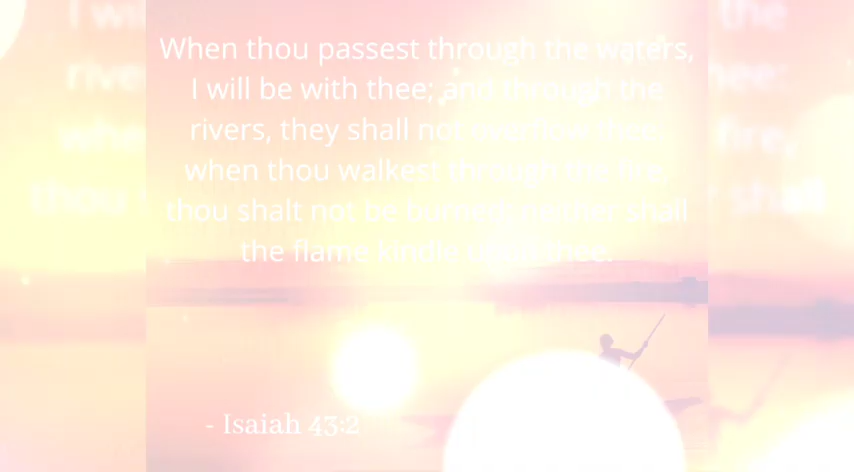 When thou passest through the waters,
I will be with thee; and through the
rivers, they shall not overflow thee
when thou walkest through the fire,
thou shalt not be burned; neither shall
the flame kindle upon thee.
- Isaiah 43:2